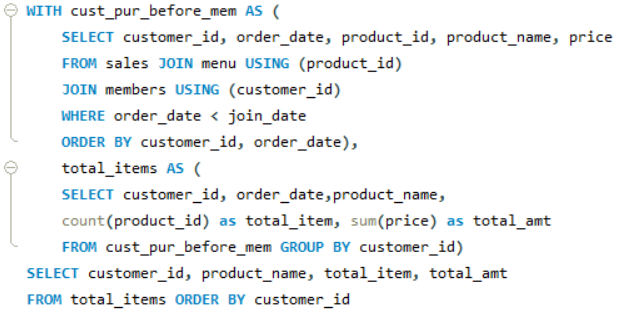 WITH cust_pur_before_mem AS (
SELECT customer_id, order_date, product_id, product_name, price
FROM sales JOIN menu USING (product_id)
JOIN members USING (customer_id)
WHERE order_date < join_date
ORDER BY customer_id, order_date),
total_items AS (
SELECT customer_id, order_date,product_name,
count(product_id) as total_item, sum(price) as total_amt
FROM cust_pur_before_mem GROUP BY customer_id)
SELECT customer_id, product_name, total_item, total_amt
FROM total_items ORDER BY customer_id